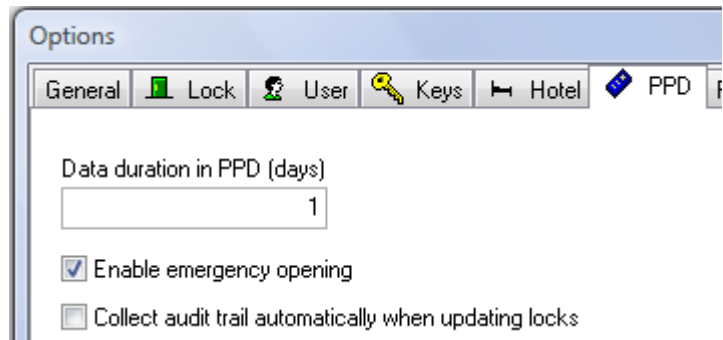 Options
General Lock User Keys Hotel PPD
Data duration in PPD (days)
1
Enable emergency opening
Collect audit trail automatically when updating locks